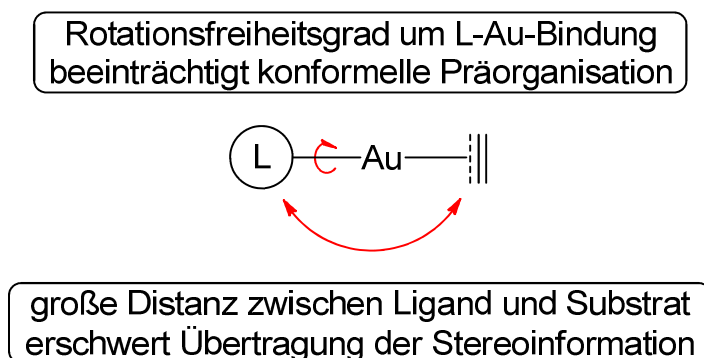 Rotationsfreiheitsgrad um L-Au-Bindung
beeinträchtigt konformelle Präorganisation
L Au
große Distanz zwischen Ligand und Substrat
erschwert Übertragung der Stereoinformation